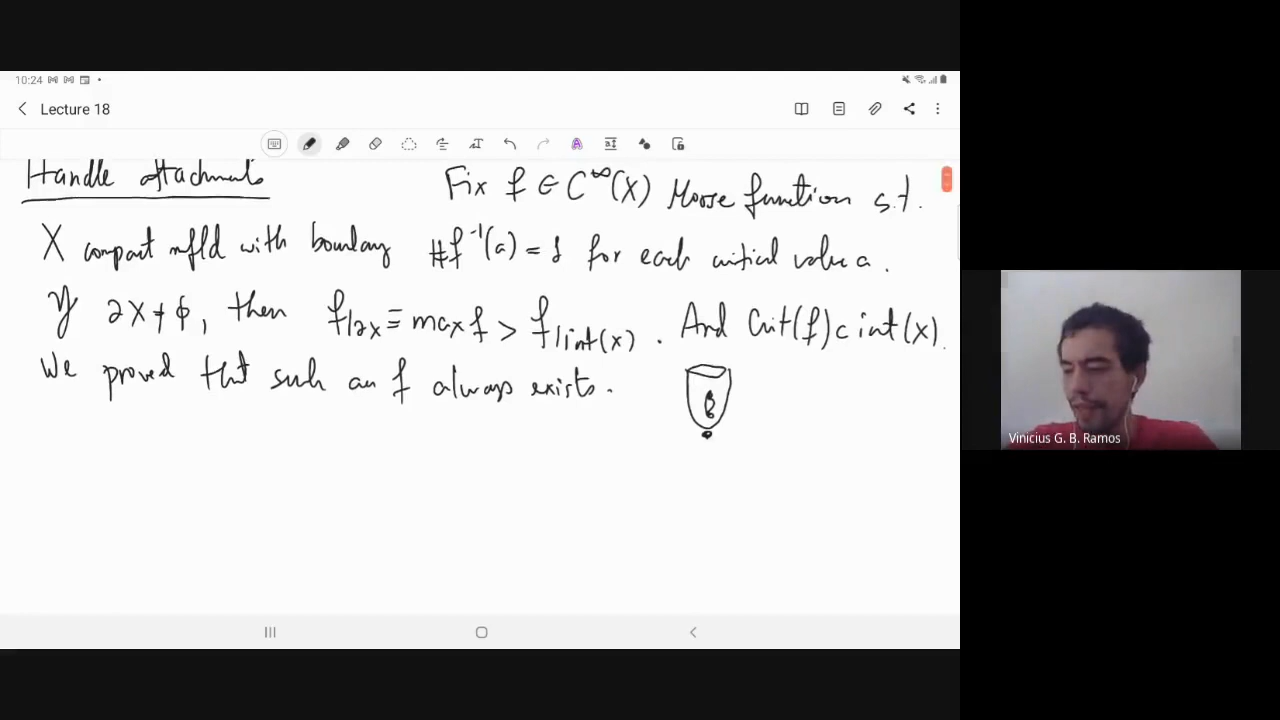 10:24
Lecture 18
Handle attachments
Fix f ∈ C^∞(X) Morse function s.t.
X compact mfld with boundary #f^{-1}(a) = 1 for each critical value a.
If ∂X ≠ ∅, then f|∂X ≡ max f > f|int(X). And Crit(f) ⊂ int(X).
We proved that such an f always exists.
Vinicius G. B. Ramos